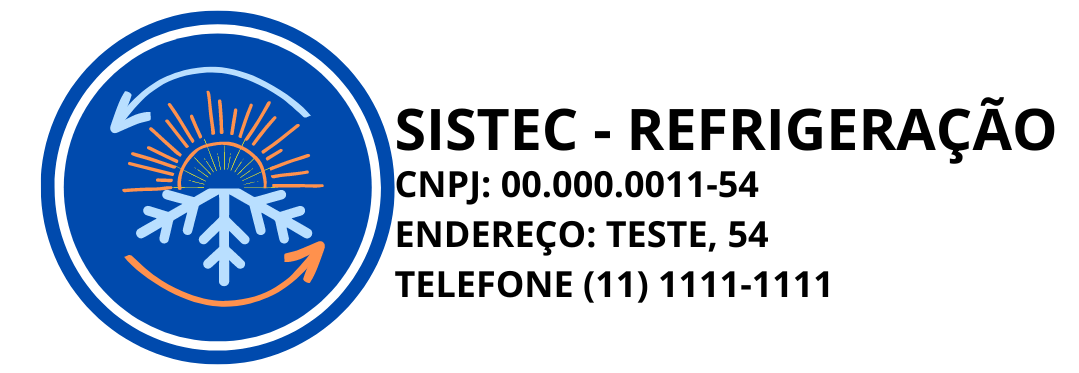 SISTEC - REFRIGERAÇÃO
CNPJ: 00.000.0011-54
ENDEREÇO: TESTE, 54
TELEFONE (11) 1111-1111